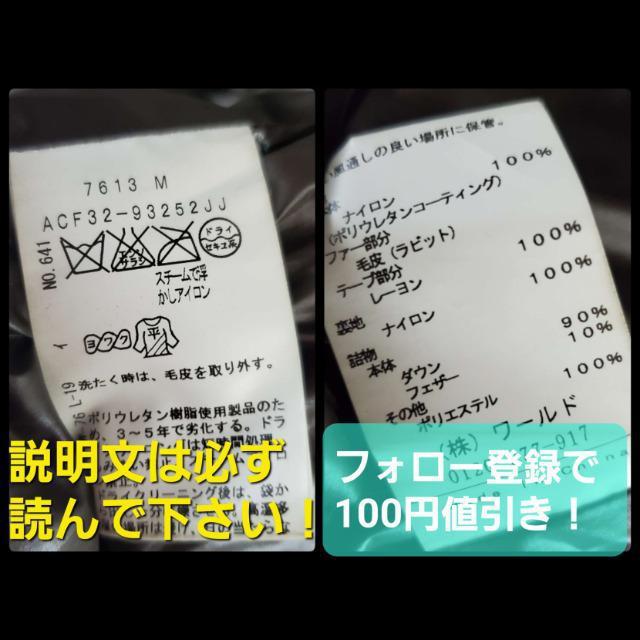 7613 M
ACF32-93252JJ
NO. 641
エンソサラシ
ドライ
セキユ系
スチームで浮
かしアイロン
ヨワク
平
洗たく時は、毛皮を取り外す。
ポリウレタン樹脂使用製品のた
め、3～5年で劣化する。ドラ
説明文は必ず
読んで下さい！
風通しの良い場所に保管。
ナイロン 100%
(ポリウレタンコーティング)
ファー部分
毛皮(ラビット) 100%
テープ部分
レーヨン 100%
裏地 ナイロン
詰物
本体
ダウン 90%
フェザー 10%
その他
ポリエステル 100%
(株) ワールド
フォロー登録で
100円値引き！